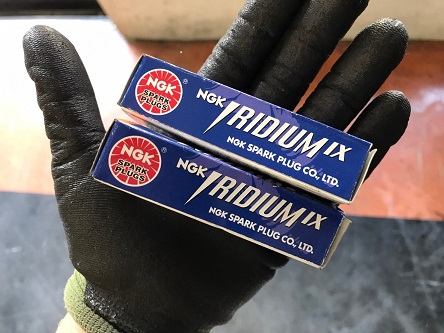 NGK
SPARK
PLUGS
®
NGK IRIDIUM IX
NGK SPARK PLUG CO., LTD.
NGK
SPARK
PLUGS
®
NGK IRIDIUM IX
NGK SPARK PLUG CO., LTD.